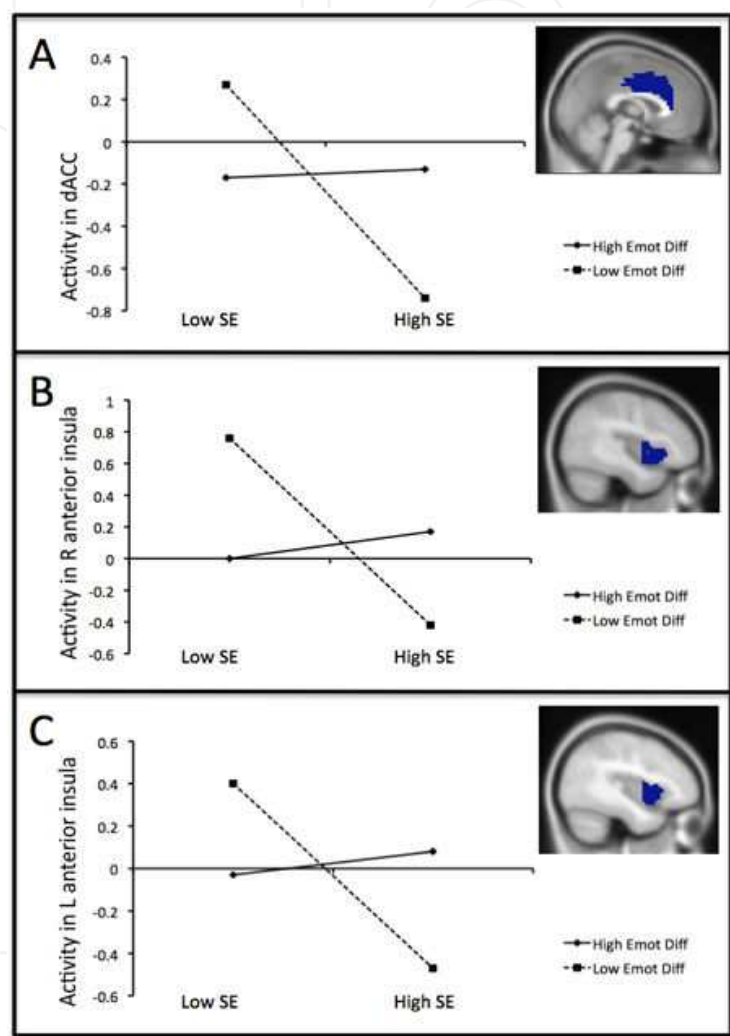 A
Activity in dACC
0.4
0.2
0
-0.2
-0.4
-0.6
-0.8
Low SE
High SE
High Emot Diff
Low Emot Diff
B
Activity in R anterior insula
1
0.8
0.6
0.4
0.2
0
-0.2
-0.4
-0.6
Low SE
High SE
High Emot Diff
Low Emot Diff
C
Activity in L anterior insula
0.6
0.4
0.2
0
-0.2
-0.4
-0.6
Low SE
High SE
High Emot Diff
Low Emot Diff